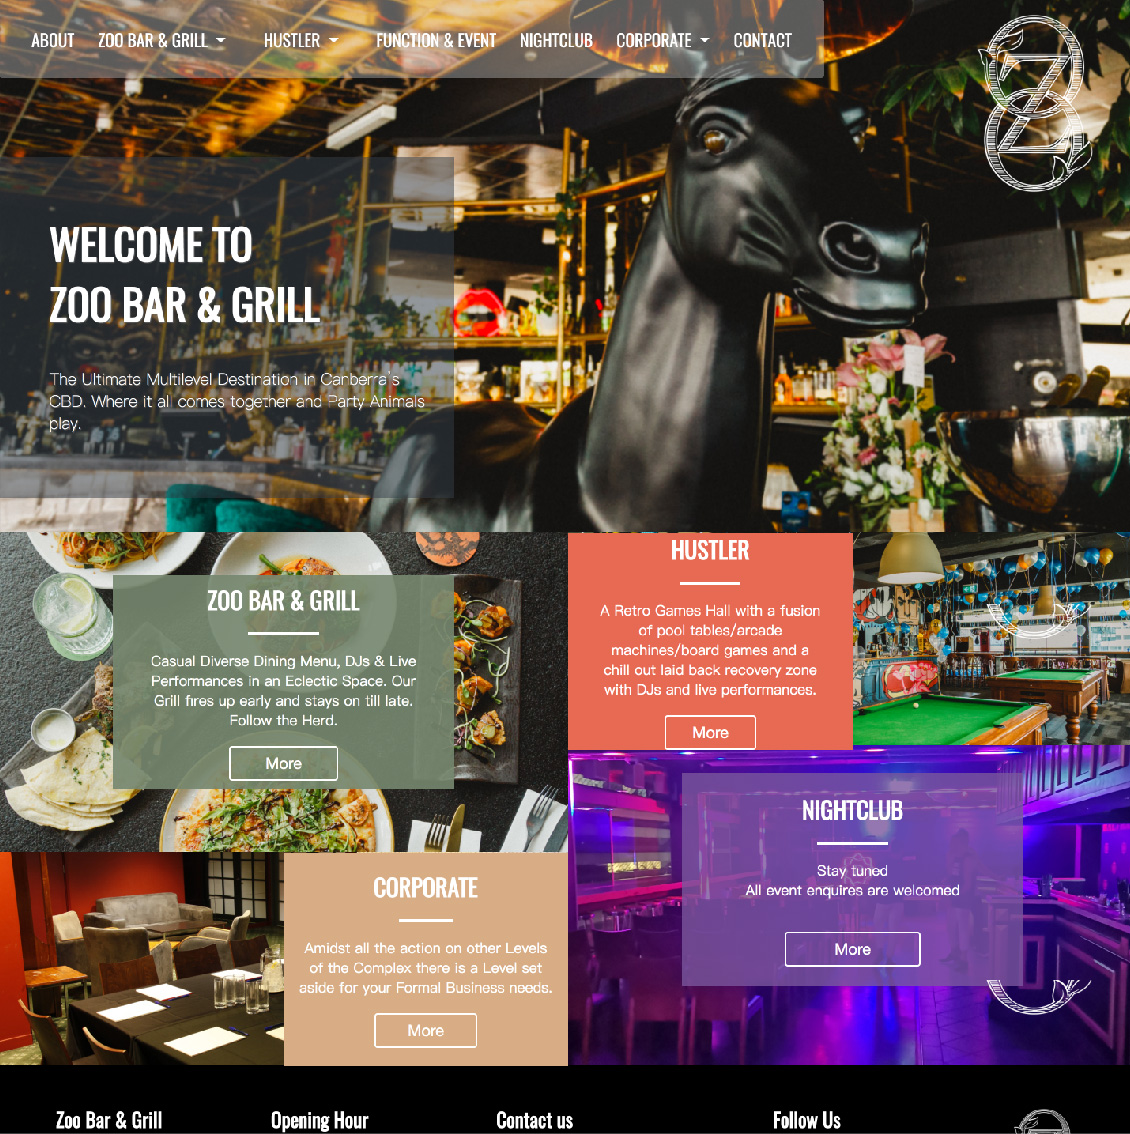 ABOUT
ZOO BAR & GRILL
HUSTLER
FUNCTION & EVENT
NIGHTCLUB
CORPORATE
CONTACT
WELCOME TO
ZOO BAR & GRILL
The Ultimate Multilevel Destination in Canberra's
CBD. Where it all comes together and Party Animals
play.
ZOO BAR & GRILL
Casual Diverse Dining Menu, DJs & Live
Performances in an Eclectic Space. Our
Grill fires up early and stays on till late.
Follow the Herd.
More
HUSTLER
A Retro Games Hall with a fusion
of pool tables/arcade
machines/board games and a
chill out laid back recovery zone
with DJs and live performances.
More
NIGHTCLUB
Stay tuned
All event enquires are welcomed
More
CORPORATE
Amidst all the action on other Levels
of the Complex there is a Level set
aside for your Formal Business needs.
More
Zoo Bar & Grill
Opening Hour
Contact us
Follow Us